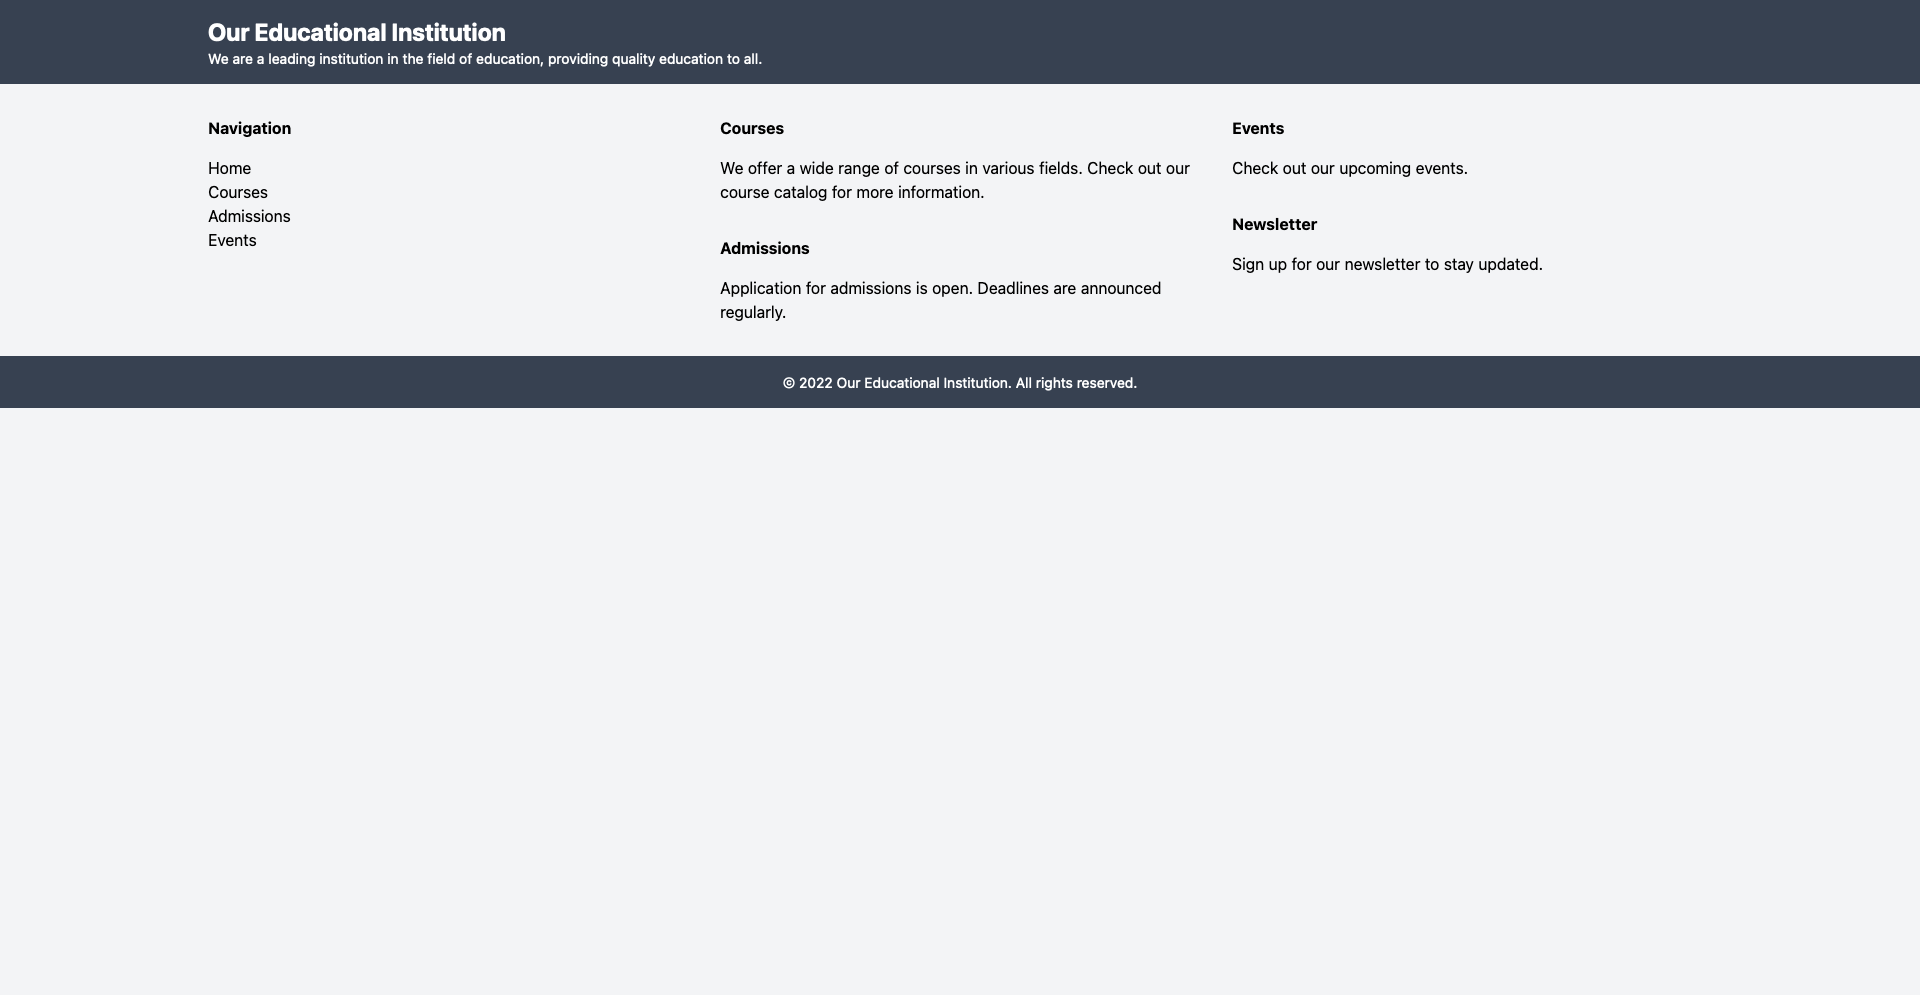 Our Educational Institution
We are a leading institution in the field of education, providing quality education to all.
Navigation
Home
Courses
Admissions
Events
Courses
We offer a wide range of courses in various fields. Check out our
course catalog for more information.
Admissions
Application for admissions is open. Deadlines are announced
regularly.
Events
Check out our upcoming events.
Newsletter
Sign up for our newsletter to stay updated.
© 2022 Our Educational Institution. All rights reserved.